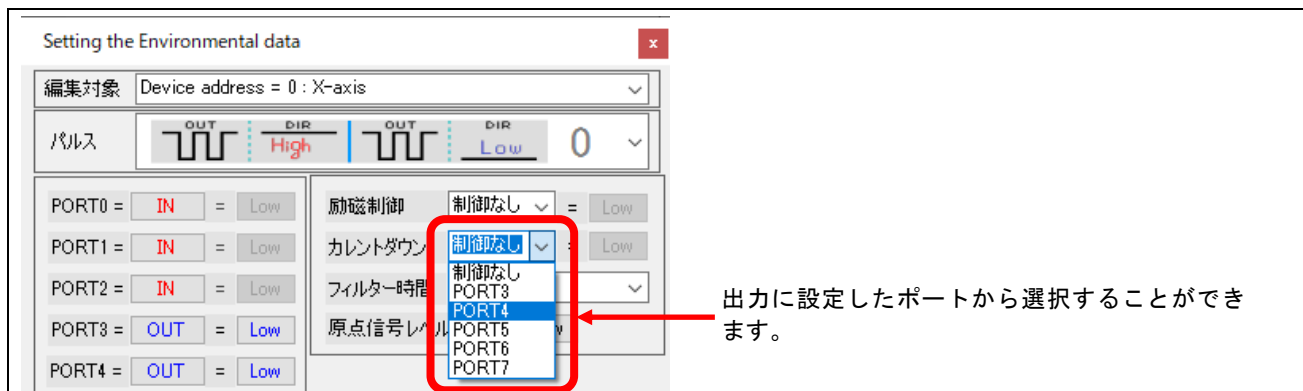 Setting the Environmental data
x
編集対象 Device address = 0 : X-axis
パルス OUT DIR High OUT DIR Low 0
PORT0 = IN = Low
PORT1 = IN = Low
PORT2 = IN = Low
PORT3 = OUT = Low
PORT4 = OUT = Low
励磁制御 制御なし = Low
カレントダウン 制御なし = Low
制御なし
PORT3
PORT4
PORT5
PORT6
PORT7
フィルター時間
原点信号レベル
出力に設定したポートから選択することができ
ます。